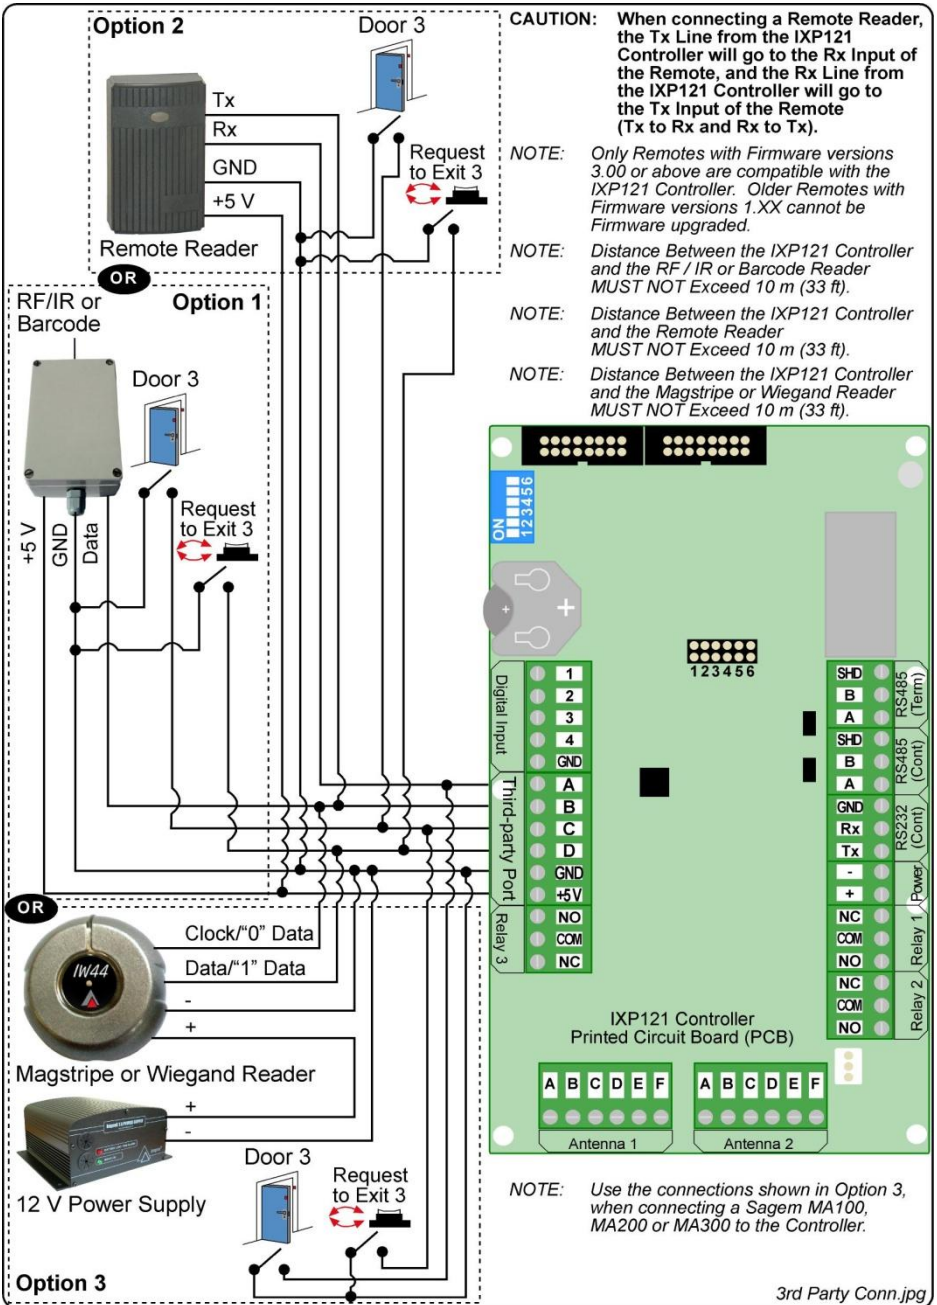 Option 2
Door 3
Tx
Rx
GND
+5 V
Request
to Exit 3
Remote Reader
CAUTION: When connecting a Remote Reader,
the Tx Line from the IXP121
Controller will go to the Rx Input of
the Remote, and the Rx Line from
the IXP121 Controller will go to
the Tx Input of the Remote
(Tx to Rx and Rx to Tx).
NOTE: Only Remotes with Firmware versions
3.00 or above are compatible with the
IXP121 Controller. Older Remotes with
Firmware versions 1.XX cannot be
Firmware upgraded.
NOTE: Distance Between the IXP121 Controller
and the RF / IR or Barcode Reader
MUST NOT Exceed 10 m (33 ft).
NOTE: Distance Between the IXP121 Controller
and the Remote Reader
MUST NOT Exceed 10 m (33 ft).
NOTE: Distance Between the IXP121 Controller
and the Magstripe or Wiegand Reader
MUST NOT Exceed 10 m (33 ft).
OR
RF/IR or
Barcode
Option 1
Door 3
Request
to Exit 3
+5 V
GND
Data
ON
1 2 3 4 5 6
+
+
1 2 3 4 5 6
Digital Input
1
2
3
4
GND
Third-party Port
A
B
C
D
GND
+5 V
Relay 3
NO
COM
NC
SHD
B
A
RS485
(Term)
SHD
B
A
RS485
(Cont)
GND
Rx
Tx
RS232
(Cont)
-
+
Power
NC
COM
NO
Relay 1
NC
COM
NO
Relay 2
IXP121 Controller
Printed Circuit Board (PCB)
A B C D E F
Antenna 1
A B C D E F
Antenna 2
OR
IW44
Clock/“0” Data
Data/“1” Data
-
+
Magstripe or Wiegand Reader
+
-
12 V Power Supply
Door 3
Request
to Exit 3
Option 3
NOTE: Use the connections shown in Option 3,
when connecting a Sagem MA100,
MA200 or MA300 to the Controller.
3rd Party Conn.jpg